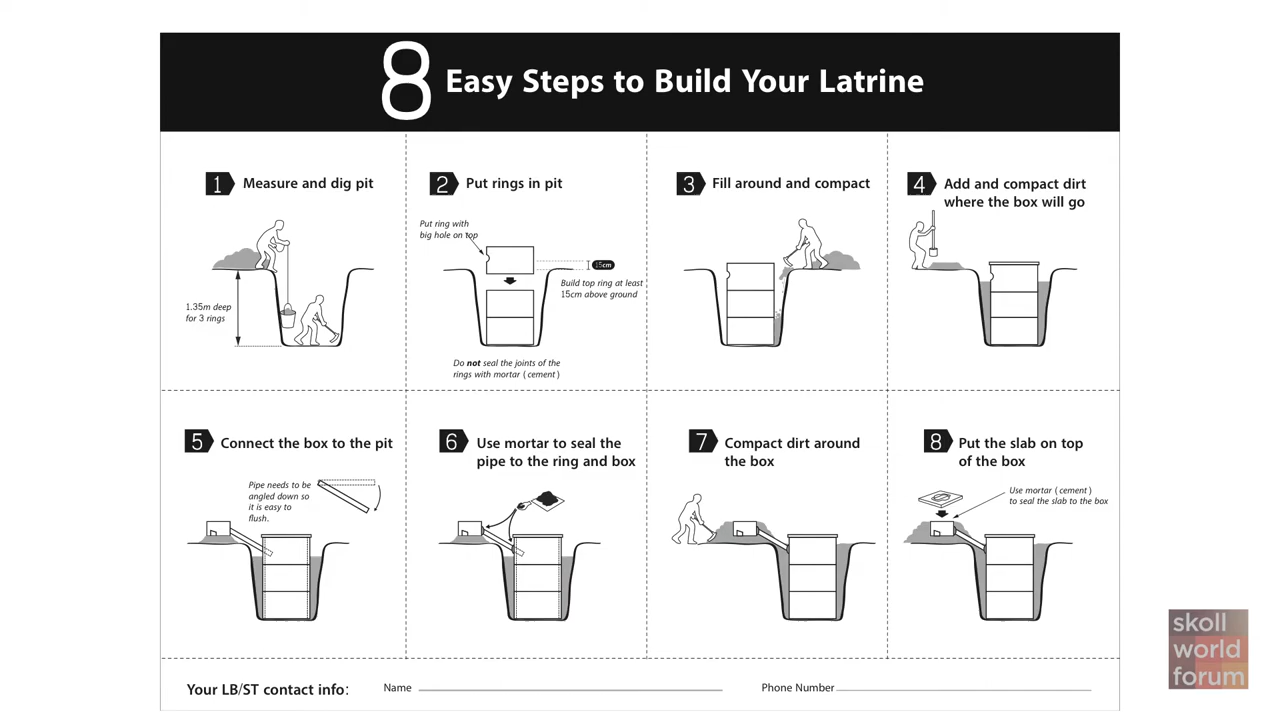 8 Easy Steps to Build Your Latrine
1 Measure and dig pit
1.35m deep
for 3 rings
2 Put rings in pit
Put ring with
big hole on top
15cm
Build top ring at least
15cm above ground
Do not seal the joints of the
rings with mortar (cement)
3 Fill around and compact
4 Add and compact dirt
where the box will go
5 Connect the box to the pit
Pipe needs to be
angled down so
it is easy to
flush.
6 Use mortar to seal the
pipe to the ring and box
7 Compact dirt around
the box
8 Put the slab on top
of the box
Use mortar (cement)
to seal the slab to the box
Your LB/ST contact info: Name Phone Number
skoll
world
forum